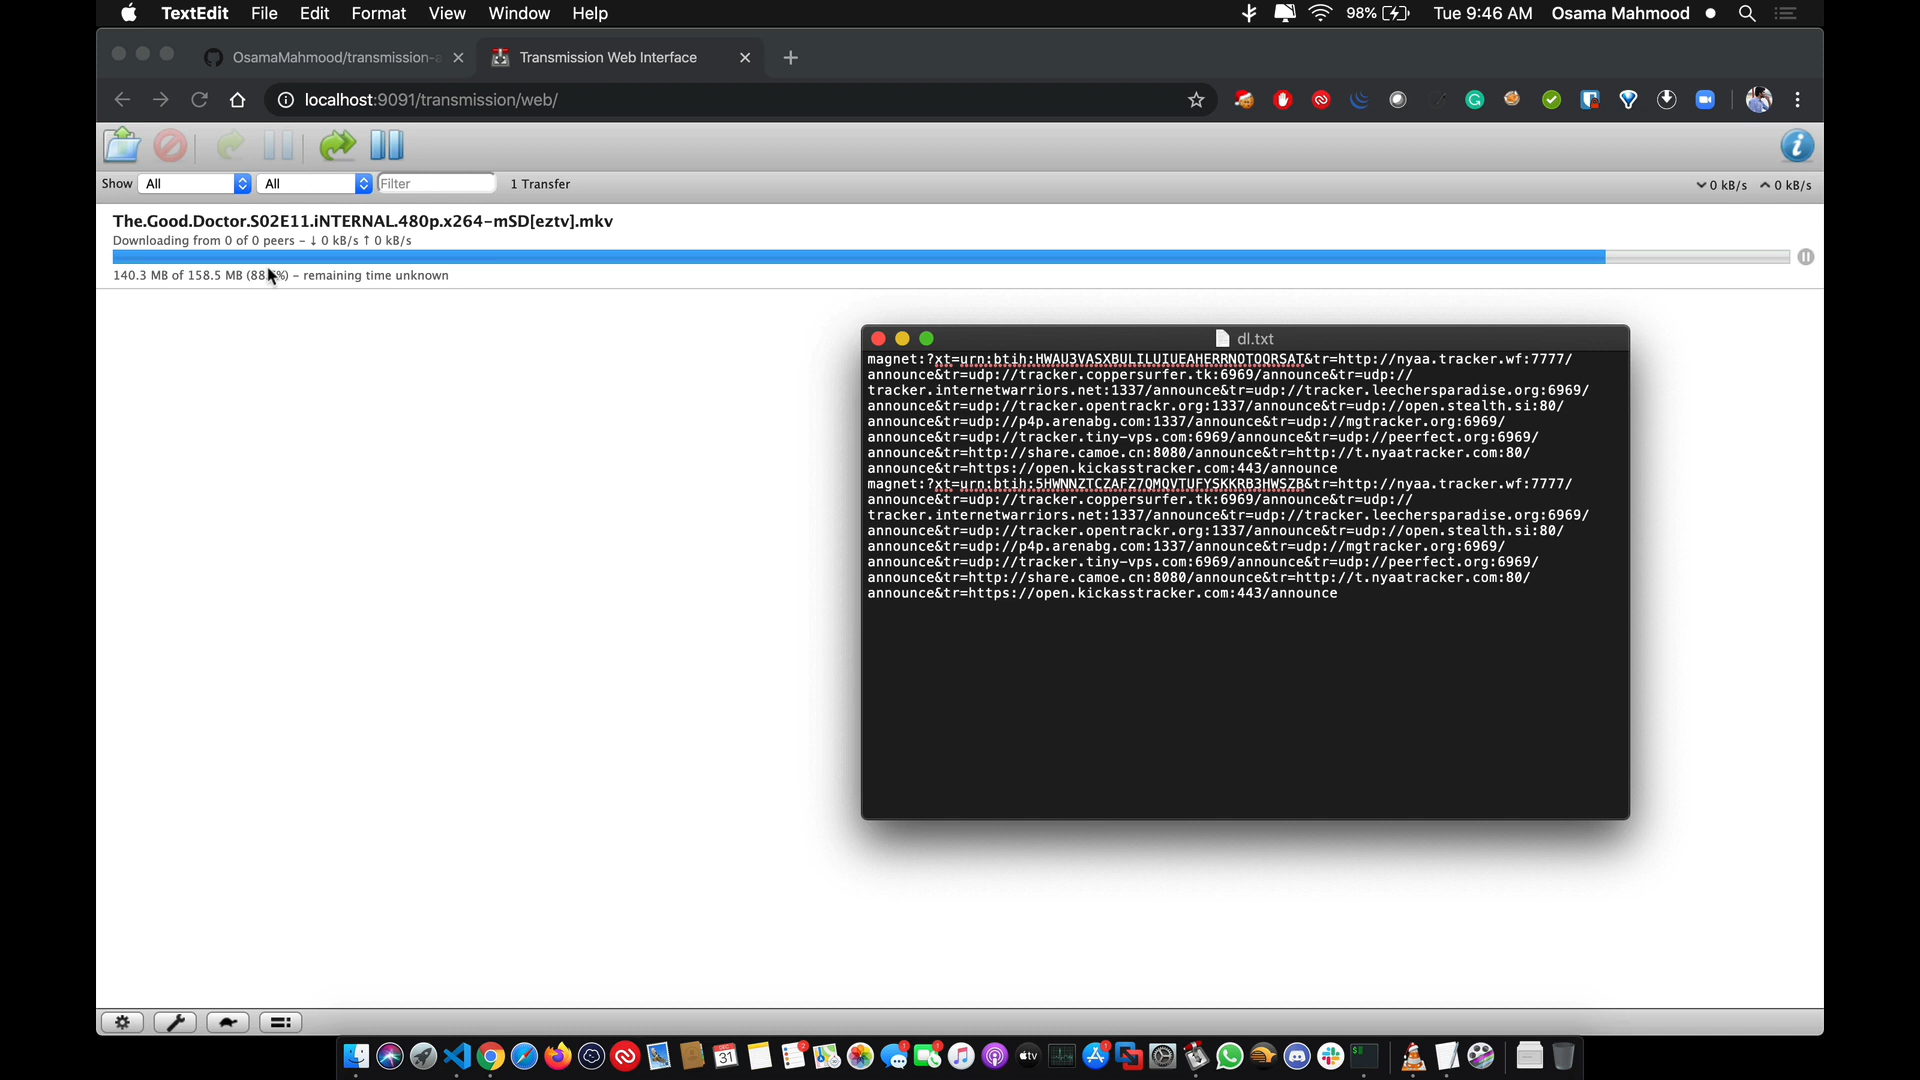 TextEdit File Edit Format View Window Help 98% Tue 9:46 AM Osama Mahmood
OsamaMahmood/transmission-a Transmission Web Interface
localhost:9091/transmission/web/
Show All All Filter 1 Transfer 0 kB/s 0 kB/s
The.Good.Doctor.S02E11.iNTERNAL.480p.x264-mSD[eztv].mkv
Downloading from 0 of 0 peers - ↓ 0 kB/s ↑ 0 kB/s
140.3 MB of 158.5 MB - remaining time unknown
dl.txt
magnet:?xt=urn:btih:HWAU3VASXBULILUIUEAHERRNOTOQRSAT&tr=http://nyaa.tracker.wf:7777/
announce&tr=udp://tracker.coppersurfer.tk:6969/announce&tr=udp://
tracker.internetwarriors.net:1337/announce&tr=udp://tracker.leechersparadise.org:6969/
announce&tr=udp://tracker.opentrackr.org:1337/announce&tr=udp://open.stealth.si:80/
announce&tr=udp://p4p.arenabg.com:1337/announce&tr=udp://mgtracker.org:6969/
announce&tr=udp://tracker.tiny-vps.com:6969/announce&tr=udp://peerfect.org:6969/
announce&tr=http://share.camoe.cn:8080/announce&tr=http://t.nyaatracker.com:80/
announce&tr=https://open.kickasstracker.com:443/announce
magnet:?xt=urn:btih:5HWNNZTCZAFZ7QMQVTUFYSKKRB3HWSZB&tr=http://nyaa.tracker.wf:7777/
announce&tr=udp://tracker.coppersurfer.tk:6969/announce&tr=udp://
tracker.internetwarriors.net:1337/announce&tr=udp://tracker.leechersparadise.org:6969/
announce&tr=udp://tracker.opentrackr.org:1337/announce&tr=udp://open.stealth.si:80/
announce&tr=udp://p4p.arenabg.com:1337/announce&tr=udp://mgtracker.org:6969/
announce&tr=udp://tracker.tiny-vps.com:6969/announce&tr=udp://peerfect.org:6969/
announce&tr=http://share.camoe.cn:8080/announce&tr=http://t.nyaatracker.com:80/
announce&tr=https://open.kickasstracker.com:443/announce